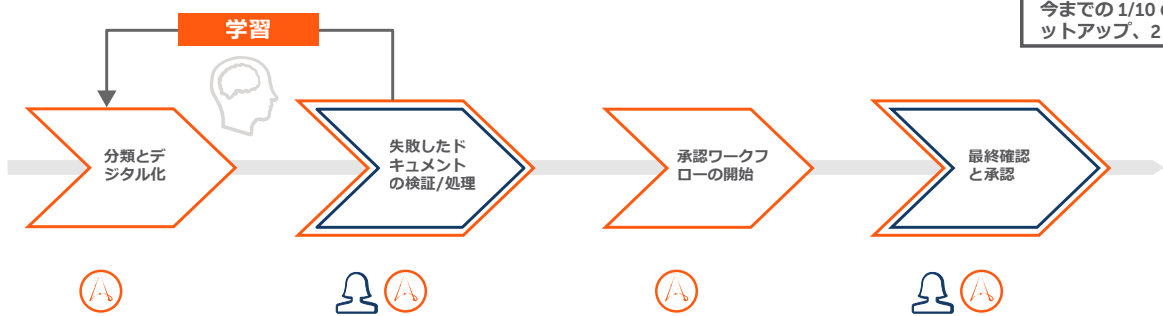 今までの 1/10
ットアップ、2
学習
分類とデ
ジタル化
失敗したド
キュメント
の検証/処理
承認ワークフ
ローの開始
最終確認
と承認